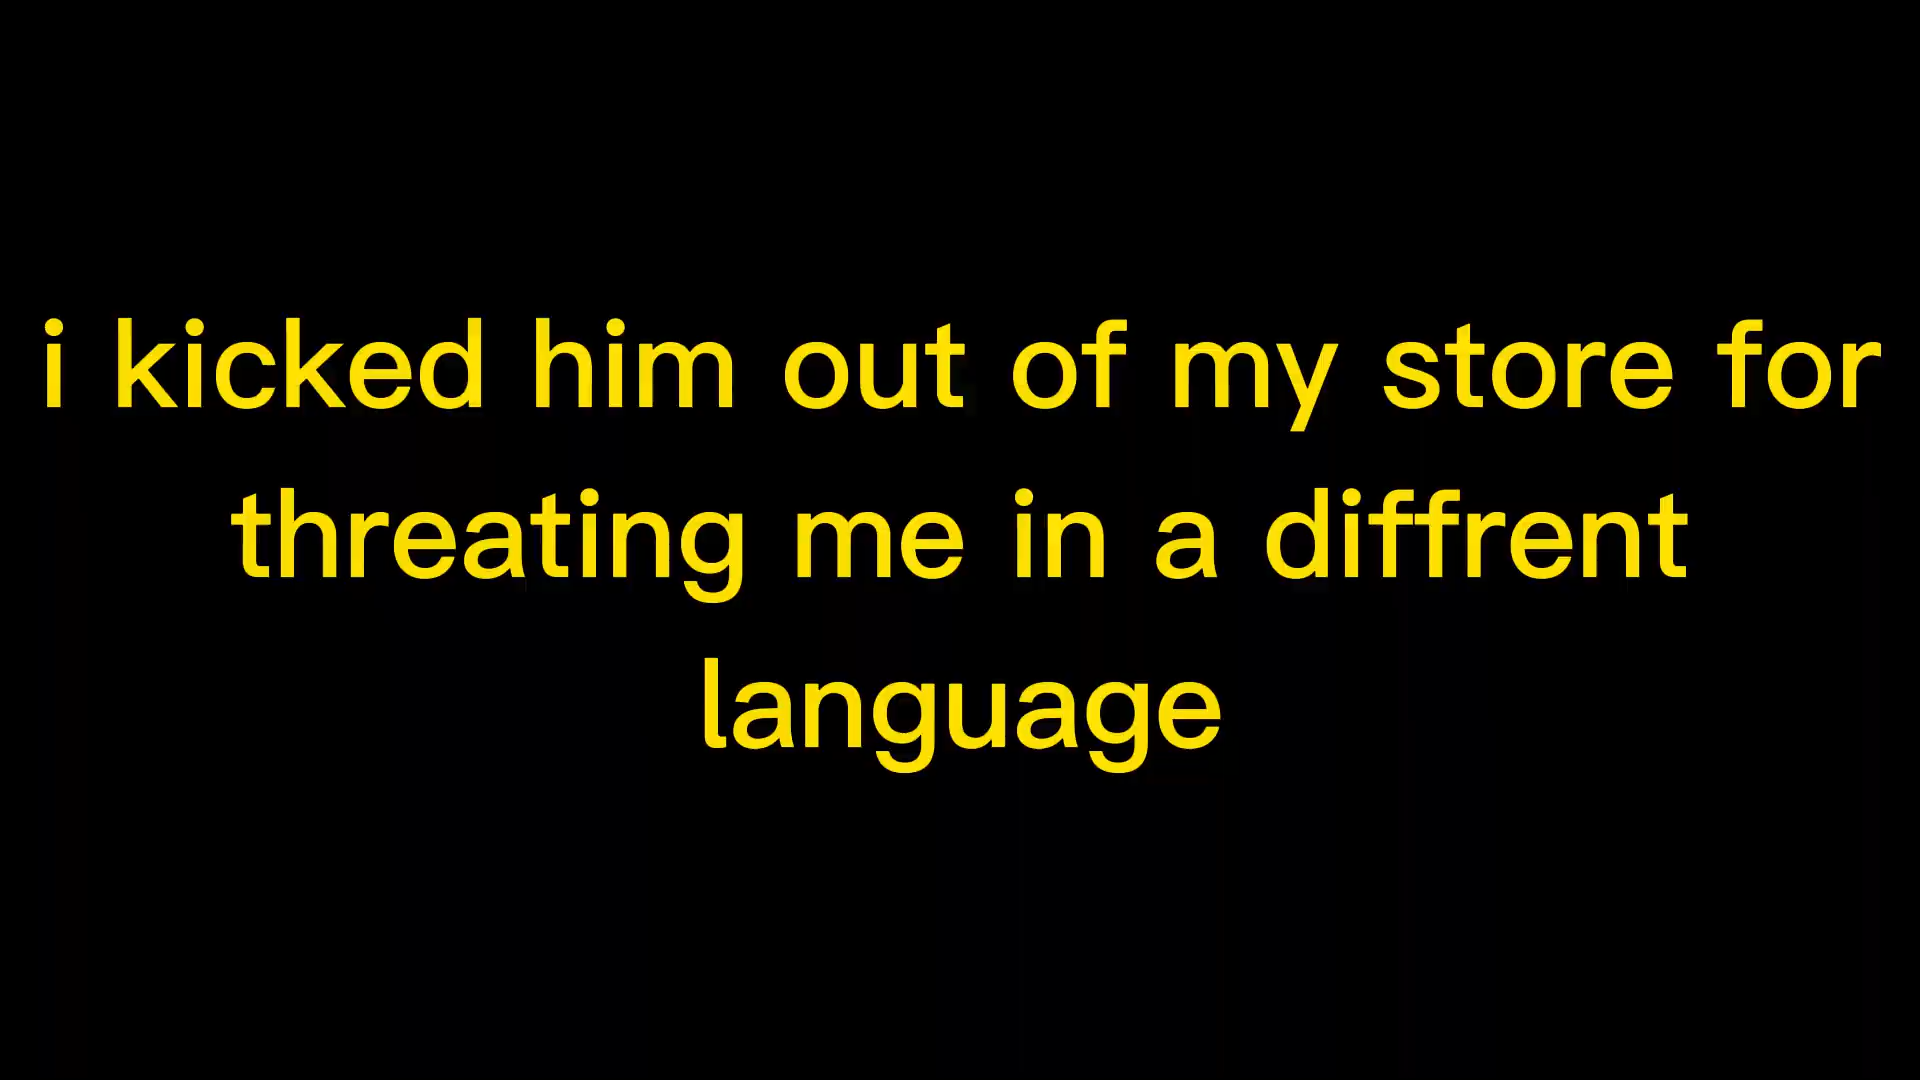 i kicked him out of my store for
threating me in a diffrent
language